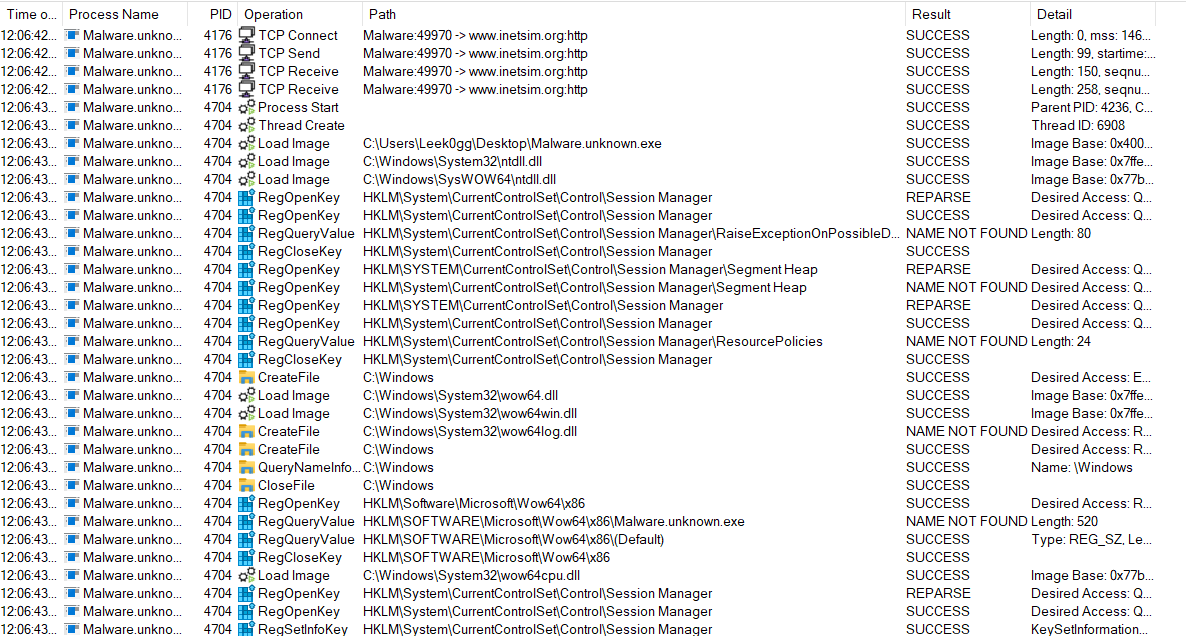 Time o... Process Name PID Operation Path Result Detail
12:06:42... Malware.unkno... 4176 TCP Connect Malware:49970 -> www.inetsim.org:http SUCCESS Length: 0, mss: 146...
12:06:42... Malware.unkno... 4176 TCP Send Malware:49970 -> www.inetsim.org:http SUCCESS Length: 99, startime:...
12:06:42... Malware.unkno... 4176 TCP Receive Malware:49970 -> www.inetsim.org:http SUCCESS Length: 150, seqnu...
12:06:42... Malware.unkno... 4176 TCP Receive Malware:49970 -> www.inetsim.org:http SUCCESS Length: 258, seqnu...
12:06:43... Malware.unkno... 4704 Process Start SUCCESS Parent PID: 4236, C...
12:06:43... Malware.unkno... 4704 Thread Create SUCCESS Thread ID: 6908
12:06:43... Malware.unkno... 4704 Load Image C:\Users\Leek0gg\Desktop\Malware.unknown.exe SUCCESS Image Base: 0x400...
12:06:43... Malware.unkno... 4704 Load Image C:\Windows\System32\ntdll.dll SUCCESS Image Base: 0x7ffe...
12:06:43... Malware.unkno... 4704 Load Image C:\Windows\SysWOW64\ntdll.dll SUCCESS Image Base: 0x77b...
12:06:43... Malware.unkno... 4704 RegOpenKey HKLM\System\CurrentControlSet\Control\Session Manager REPARSE Desired Access: Q...
12:06:43... Malware.unkno... 4704 RegOpenKey HKLM\System\CurrentControlSet\Control\Session Manager SUCCESS Desired Access: Q...
12:06:43... Malware.unkno... 4704 RegQueryValue HKLM\System\CurrentControlSet\Control\Session Manager\RaiseExceptionOnPossibleD... NAME NOT FOUND Length: 80
12:06:43... Malware.unkno... 4704 RegCloseKey HKLM\System\CurrentControlSet\Control\Session Manager SUCCESS
12:06:43... Malware.unkno... 4704 RegOpenKey HKLM\SYSTEM\CurrentControlSet\Control\Session Manager\Segment Heap REPARSE Desired Access: Q...
12:06:43... Malware.unkno... 4704 RegOpenKey HKLM\System\CurrentControlSet\Control\Session Manager\Segment Heap NAME NOT FOUND Desired Access: Q...
12:06:43... Malware.unkno... 4704 RegOpenKey HKLM\SYSTEM\CurrentControlSet\Control\Session Manager REPARSE Desired Access: Q...
12:06:43... Malware.unkno... 4704 RegOpenKey HKLM\System\CurrentControlSet\Control\Session Manager SUCCESS Desired Access: Q...
12:06:43... Malware.unkno... 4704 RegQueryValue HKLM\System\CurrentControlSet\Control\Session Manager\ResourcePolicies NAME NOT FOUND Length: 24
12:06:43... Malware.unkno... 4704 RegCloseKey HKLM\System\CurrentControlSet\Control\Session Manager SUCCESS
12:06:43... Malware.unkno... 4704 CreateFile C:\Windows SUCCESS Desired Access: E...
12:06:43... Malware.unkno... 4704 Load Image C:\Windows\System32\wow64.dll SUCCESS Image Base: 0x7ffe...
12:06:43... Malware.unkno... 4704 Load Image C:\Windows\System32\wow64win.dll SUCCESS Image Base: 0x7ffe...
12:06:43... Malware.unkno... 4704 CreateFile C:\Windows\System32\wow64log.dll NAME NOT FOUND Desired Access: R...
12:06:43... Malware.unkno... 4704 CreateFile C:\Windows SUCCESS Desired Access: R...
12:06:43... Malware.unkno... 4704 QueryNameInfo... C:\Windows SUCCESS Name: \Windows
12:06:43... Malware.unkno... 4704 CloseFile C:\Windows SUCCESS
12:06:43... Malware.unkno... 4704 RegOpenKey HKLM\Software\Microsoft\Wow64\x86 SUCCESS Desired Access: R...
12:06:43... Malware.unkno... 4704 RegQueryValue HKLM\SOFTWARE\Microsoft\Wow64\x86\Malware.unknown.exe NAME NOT FOUND Length: 520
12:06:43... Malware.unkno... 4704 RegQueryValue HKLM\SOFTWARE\Microsoft\Wow64\x86\(Default) SUCCESS Type: REG_SZ, Le...
12:06:43... Malware.unkno... 4704 RegCloseKey HKLM\SOFTWARE\Microsoft\Wow64\x86 SUCCESS
12:06:43... Malware.unkno... 4704 Load Image C:\Windows\System32\wow64cpu.dll SUCCESS Image Base: 0x77b...
12:06:43... Malware.unkno... 4704 RegOpenKey HKLM\System\CurrentControlSet\Control\Session Manager REPARSE Desired Access: Q...
12:06:43... Malware.unkno... 4704 RegOpenKey HKLM\System\CurrentControlSet\Control\Session Manager SUCCESS Desired Access: Q...
12:06:43... Malware.unkno... 4704 RegSetInfoKey HKLM\System\CurrentControlSet\Control\Session Manager SUCCESS KeySetInformation...